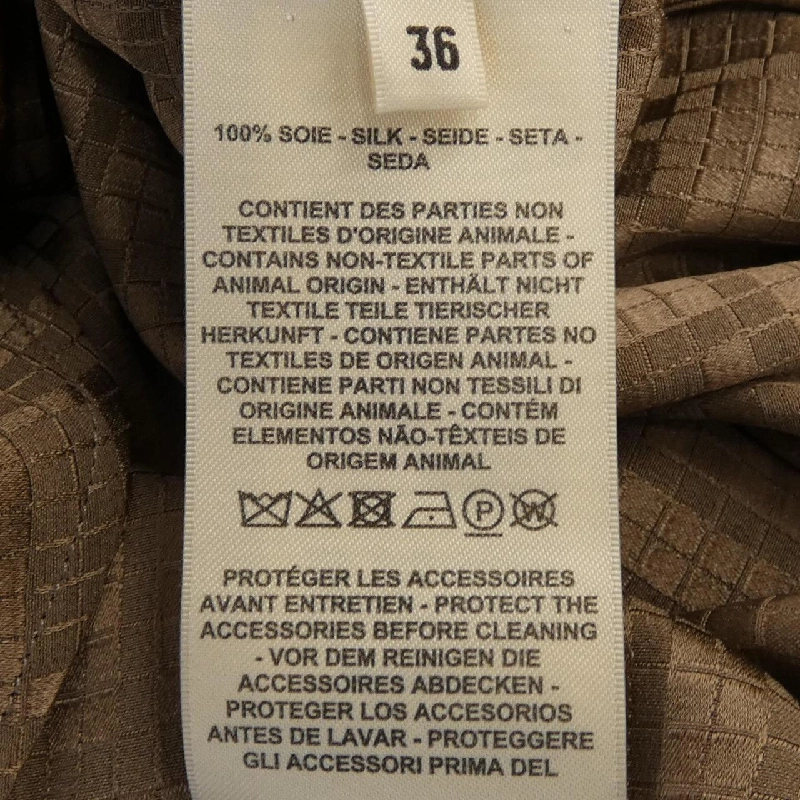 36
100% SOIE - SILK - SEIDE - SETA -
SEDA
CONTIENT DES PARTIES NON
TEXTILES D'ORIGINE ANIMALE -
CONTAINS NON-TEXTILE PARTS OF
ANIMAL ORIGIN - ENTHÄLT NICHT
TEXTILE TEILE TIERISCHER
HERKUNFT - CONTIENE PARTES NO
TEXTILES DE ORIGEN ANIMAL -
CONTIENE PARTI NON TESSILI DI
ORIGINE ANIMALE - CONTÉM
ELEMENTOS NÃO-TÊXTEIS DE
ORIGEM ANIMAL
P W
PROTÉGER LES ACCESSOIRES
AVANT ENTRETIEN - PROTECT THE
ACCESSORIES BEFORE CLEANING
- VOR DEM REINIGEN DIE
ACCESSOIRES ABDECKEN -
PROTEGER LOS ACCESORIOS
ANTES DE LAVAR - PROTEGGERE
GLI ACCESSORI PRIMA DEL